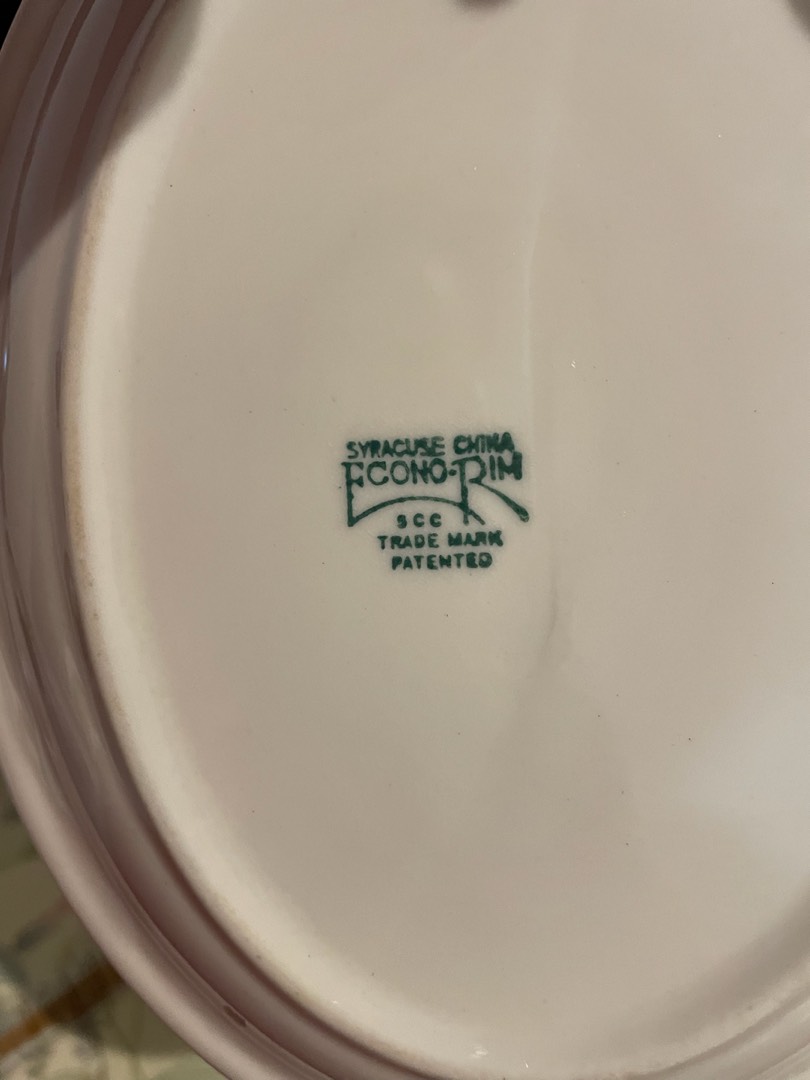 SYRACUSE CHINA
ECONO-RIM
SCC
TRADE MARK
PATENTED